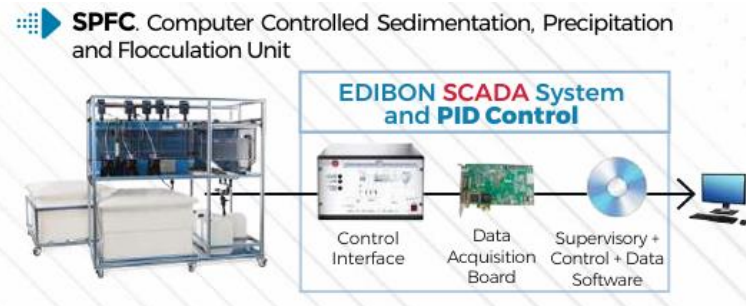 SPFC. Computer Controlled Sedimentation, Precipitation
and Flocculation Unit
EDIBON SCADA System
and PID Control
Control
Interface
Data
Acquisition
Board
Supervisory +
Control + Data
Software